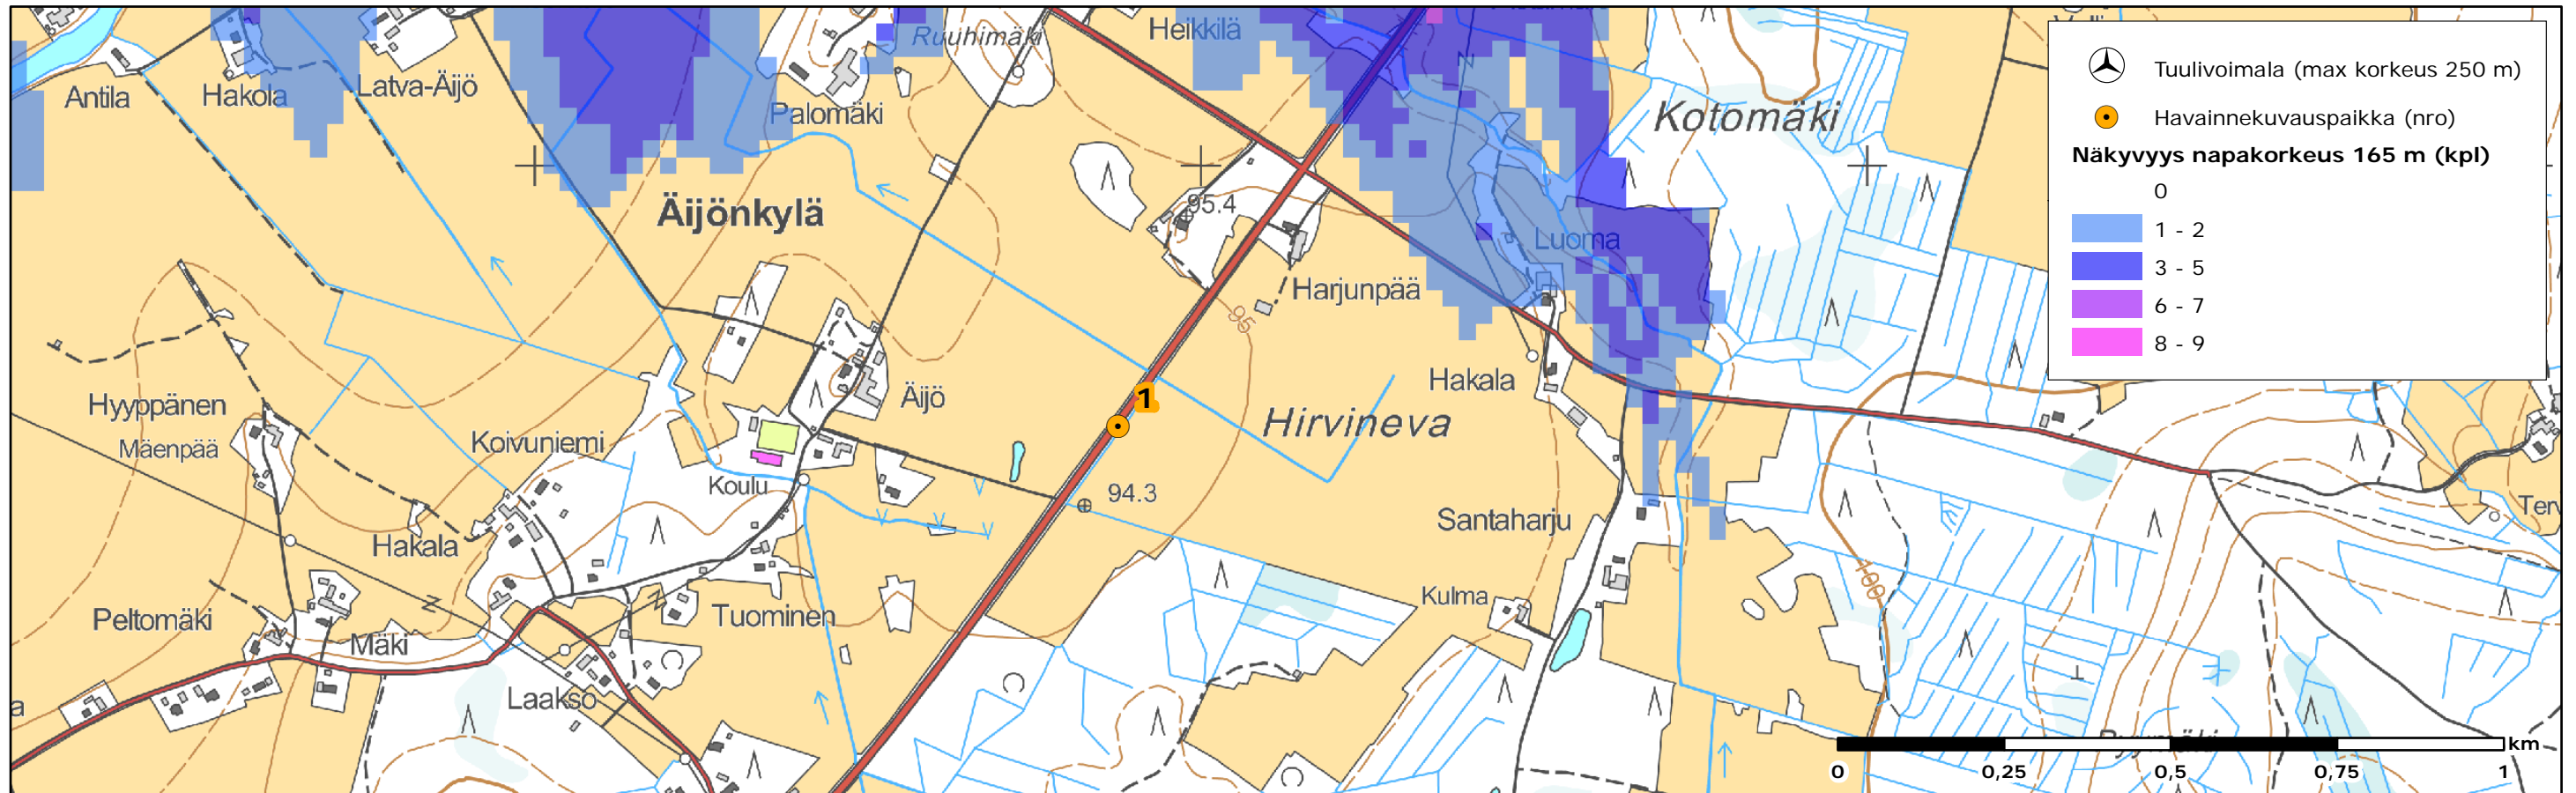 Heikkilä
Ruuhimäki
Antila
Hakola
Latva-Äijö
Palomäki
Kotomäki
Äijönkylä
95.4
Luoma
Harjunpää
95
Hyyppänen
Mäenpää
Koivuniemi
Äijö
1
Hakala
Hirvineva
Koulu
94.3
Hakala
Santaharju
Terv
Peltomäki
Mäki
Tuominen
Kulma
100
Laakso
a
Tuulivoimala (max korkeus 250 m)
Havainnekuvauspaikka (nro)
Näkyvyys napakorkeus 165 m (kpl)
0
1 - 2
3 - 5
6 - 7
8 - 9
km
0 0,25 0,5 0,75 1